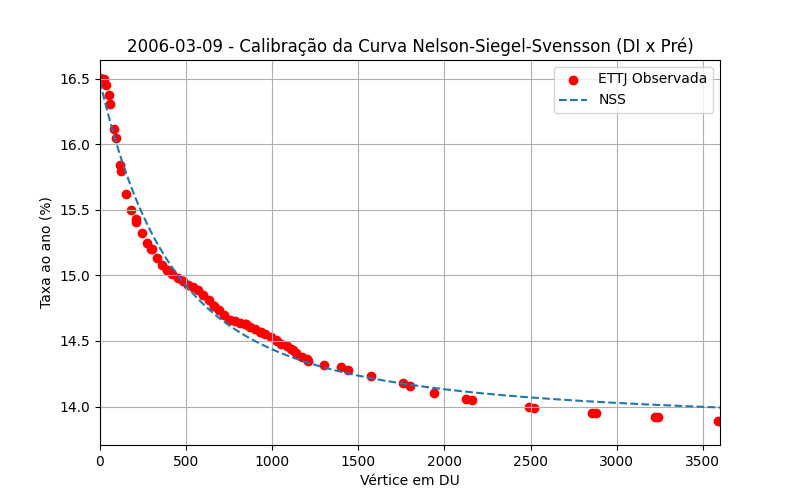 2006-03-09 - Calibração da Curva Nelson-Siegel-Svensson (DI x Pré)
ETTJ Observada
NSS
Taxa ao ano (%)
16.5
16.0
15.5
15.0
14.5
14.0
0 500 1000 1500 2000 2500 3000 3500
Vértice em DU